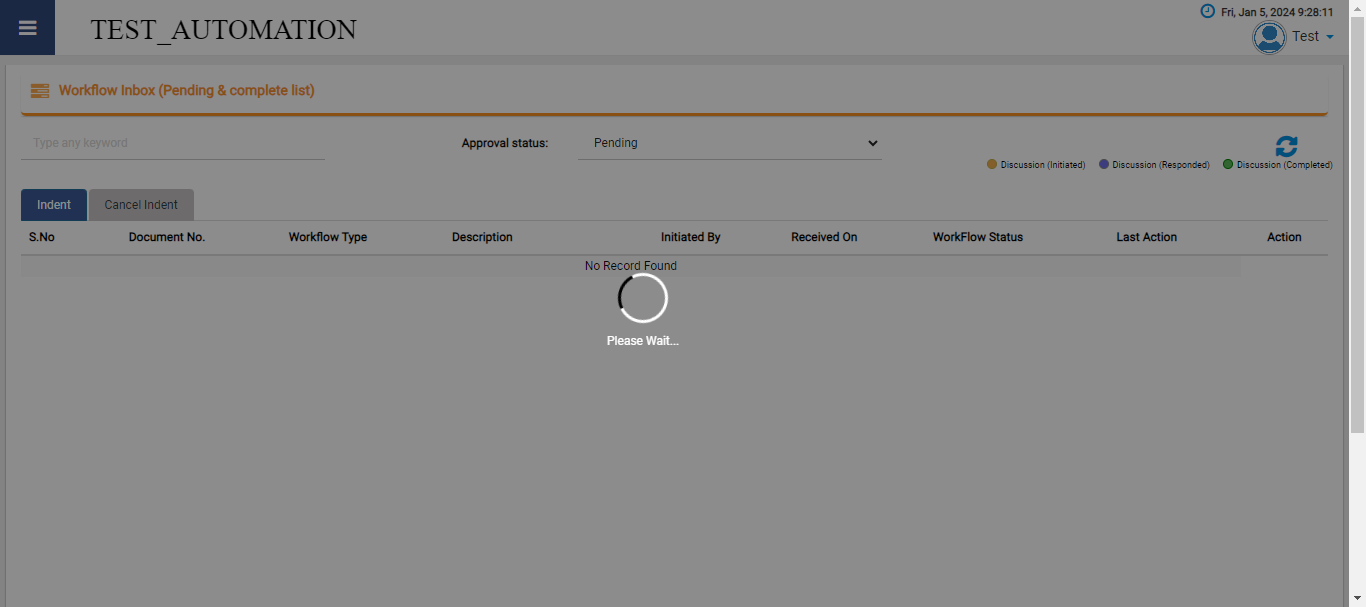 TEST_AUTOMATION
Fri, Jan 5, 2024 9:28:11
Test
Workflow Inbox (Pending & complete list)
Type any keyword
Approval status:
Pending
Discussion (Initiated) Discussion (Responded) Discussion (Completed)
Indent Cancel Indent
S.No Document No. Workflow Type Description Initiated By Received On WorkFlow Status Last Action Action
No Record Found
Please Wait...